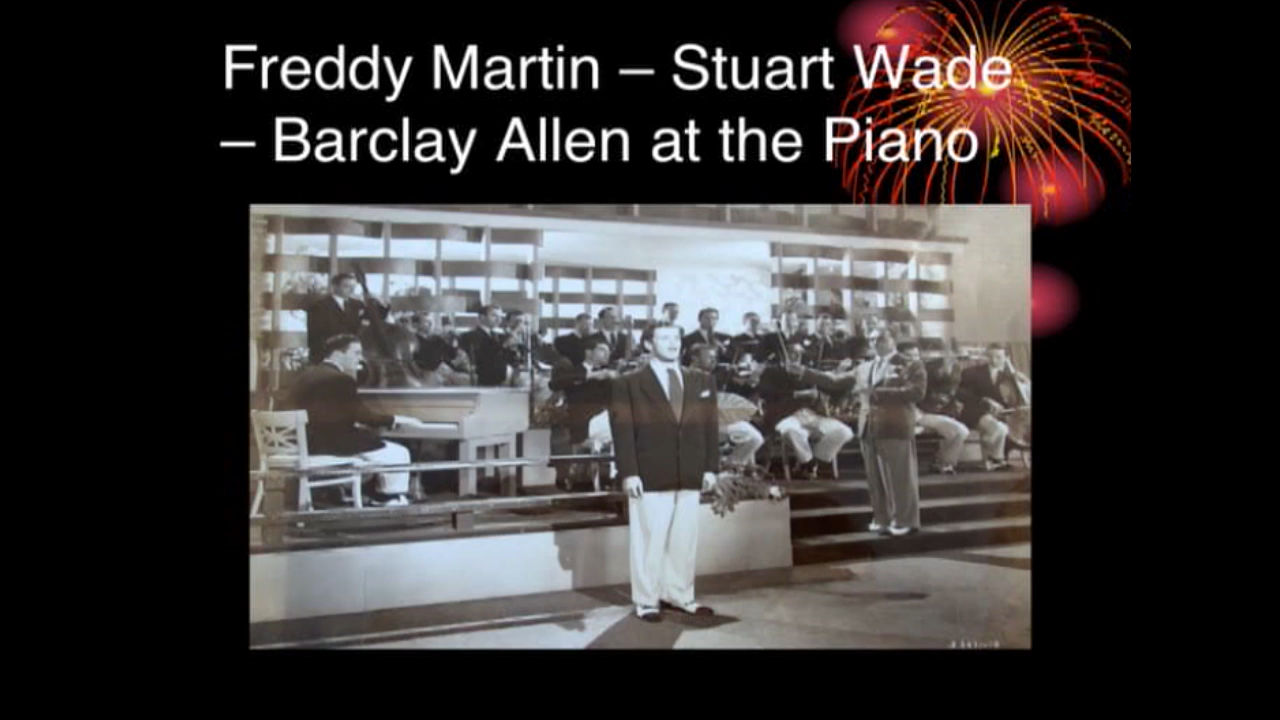 Freddy Martin – Stuart Wade
– Barclay Allen at the Piano